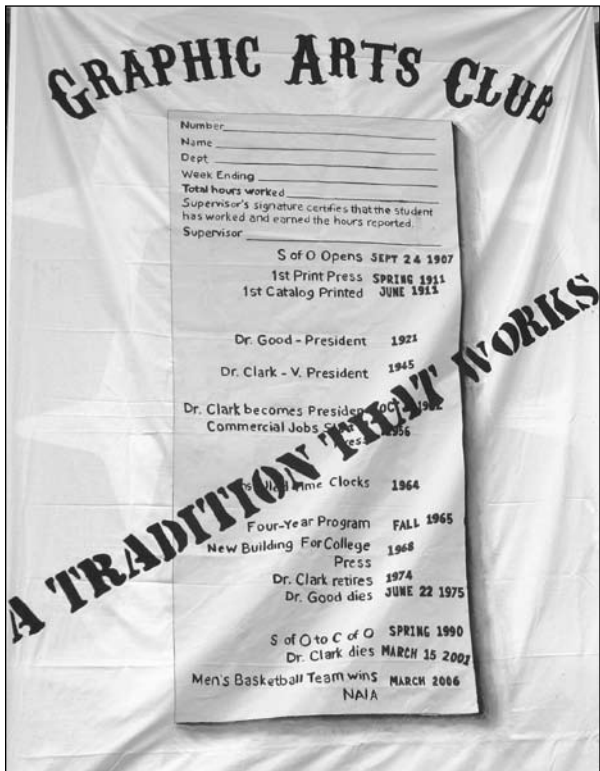 GRAPHIC ARTS CLUB
Number
Name
Dept
Week Ending
Total hours worked
Supervisor's signature certifies that the student
has worked and earned the hours reported.
Supervisor
S of O Opens SEPT 24 1907
1st Print Press SPRING 1911
1st Catalog Printed JUNE 1911
Dr. Good - President 1921
Dr. Clark - V. President 1945
Dr. Clark becomes
Commercial Jobs
Time Clocks 1964
Four-Year Program FALL 1965
New Building For College 1968
Press
Dr. Clark retires 1974
Dr. Good dies JUNE 22 1975
S of O to C of O SPRING 1990
Dr. Clark dies MARCH 15 2001
Men's Basketball Team wins MARCH 2006
NAIA
A TRADITION THAT WORKS